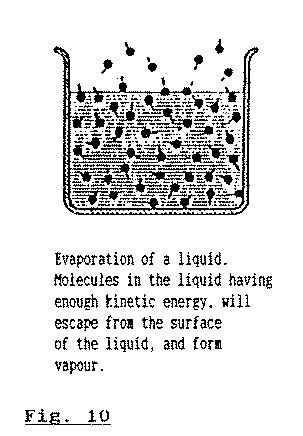 Evaporation of a liquid.
Molecules in the liquid having
enough kinetic energy, will
escape from the surface
of the liquid, and form
vapour.
Fig. 10